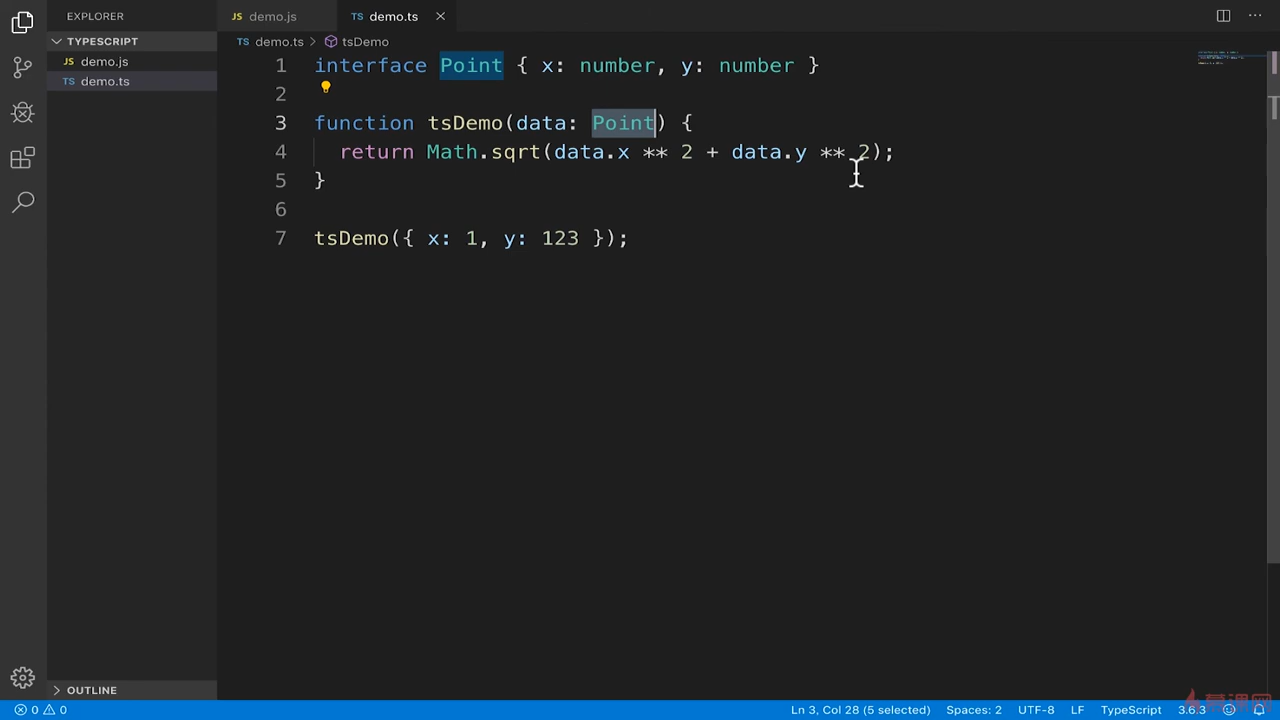 EXPLORER
JS demo.js
TS demo.ts
TYPESCRIPT
TS demo.ts > tsDemo
JS demo.js
TS demo.ts
1 interface Point { x: number, y: number }
2
3 function tsDemo(data: Point) {
4 return Math.sqrt(data.x ** 2 + data.y ** 2);
5 }
6
7 tsDemo({ x: 1, y: 123 });
OUTLINE
0 0
Ln 3, Col 28 (5 selected)
Spaces: 2
UTF-8
LF
TypeScript
3.6.3
慕课网